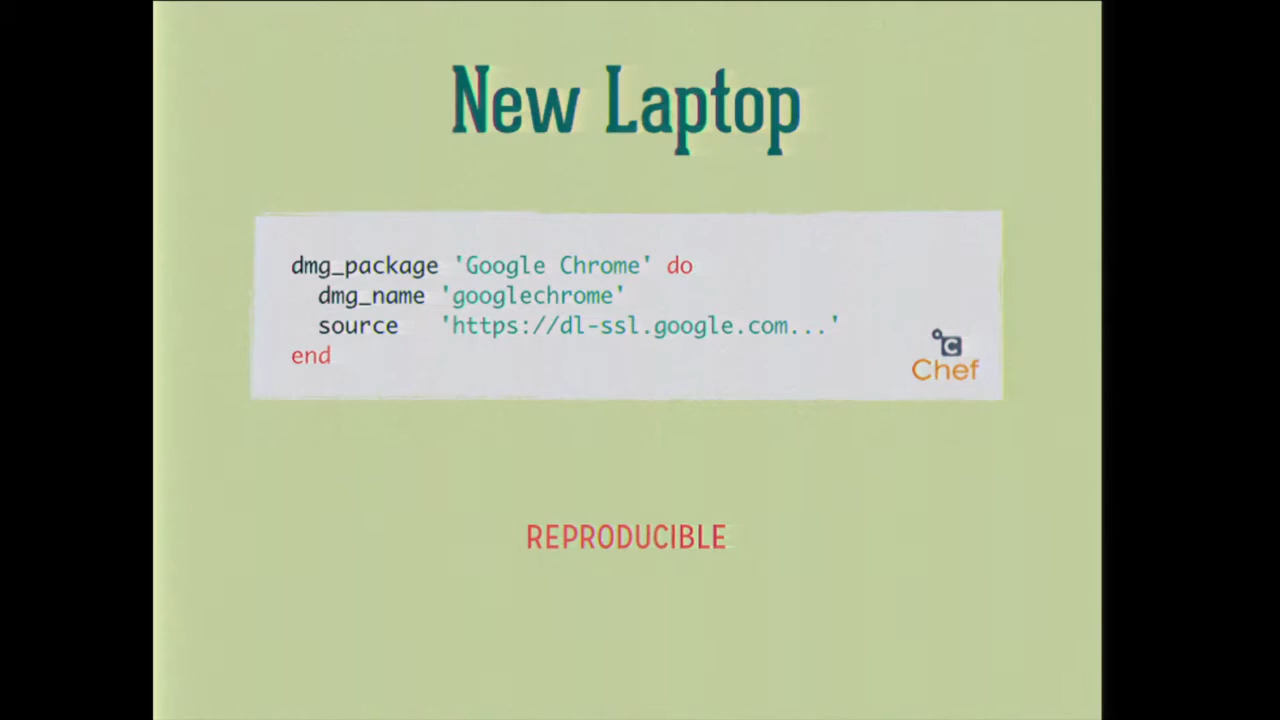 New Laptop
dmg_package 'Google Chrome' do
  dmg_name 'googlechrome'
  source   'https://dl-ssl.google.com...'
end
C
Chef
REPRODUCIBLE